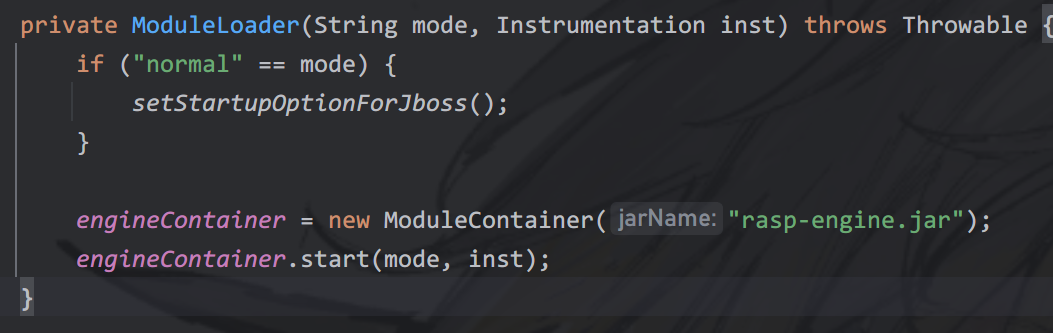 private ModuleLoader(String mode, Instrumentation inst) throws Throwable {
if ("normal" == mode) {
setStartupOptionForJboss();
}
engineContainer = new ModuleContainer( jarName: "rasp-engine.jar");
engineContainer.start(mode, inst);
}